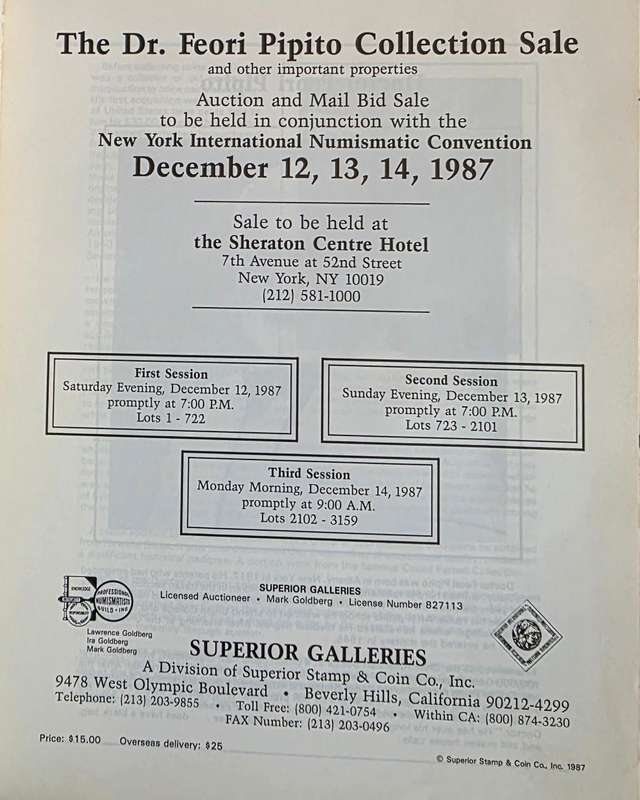 The Dr. Feori Pipito Collection Sale
and other important properties
Auction and Mail Bid Sale
to be held in conjunction with the
New York International Numismatic Convention
December 12, 13, 14, 1987
Sale to be held at
the Sheraton Centre Hotel
7th Avenue at 52nd Street
New York, NY 10019
(212) 581-1000
First Session
Saturday Evening, December 12, 1987
promptly at 7:00 P.M.
Lots 1 - 722
Second Session
Sunday Evening, December 13, 1987
promptly at 7:00 P.M.
Lots 723 - 2101
Third Session
Monday Morning, December 14, 1987
promptly at 9:00 A.M.
Lots 2102 - 3159
KNOWLEDGE
RESPONSIBILITY
PROFESSIONAL
NUMISMATISTS
GUILD • INC
Lawrence Goldberg
Ira Goldberg
Mark Goldberg
SUPERIOR GALLERIES
Licensed Auctioneer • Mark Goldberg • License Number 827113
SUPERIOR GALLERIES
A Division of Superior Stamp & Coin Co., Inc.
9478 West Olympic Boulevard • Beverly Hills, California 90212-4299
Telephone: (213) 203-9855 • Toll Free: (800) 421-0754 • Within CA: (800) 874-3230
FAX Number: (213) 203-0496
Price: $15.00 Overseas delivery: $25
© Superior Stamp & Coin Co., Inc. 1987